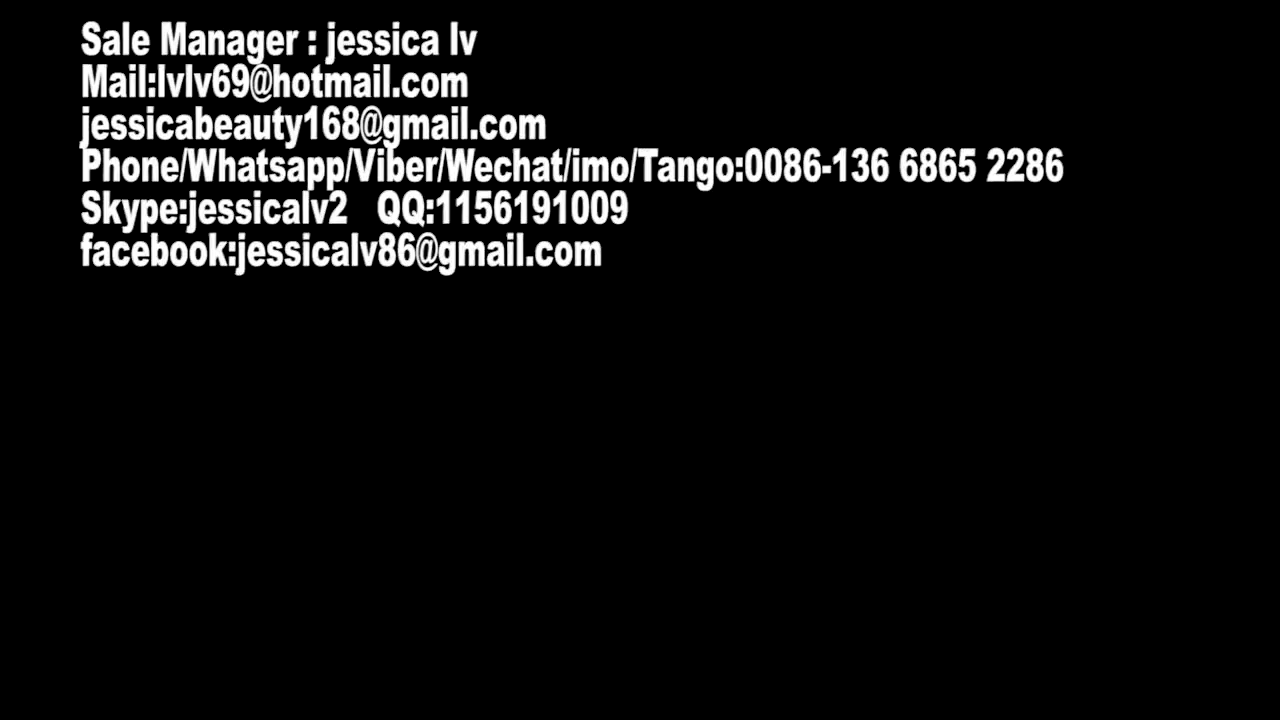 Sale Manager : jessica lv
Mail:lvlv69@hotmail.com
jessicabeauty168@gmail.com
Phone/Whatsapp/Viber/Wechat/imo/Tango:0086-136 6865 2286
Skype:jessicalv2   QQ:1156191009
facebook:jessicalv86@gmail.com